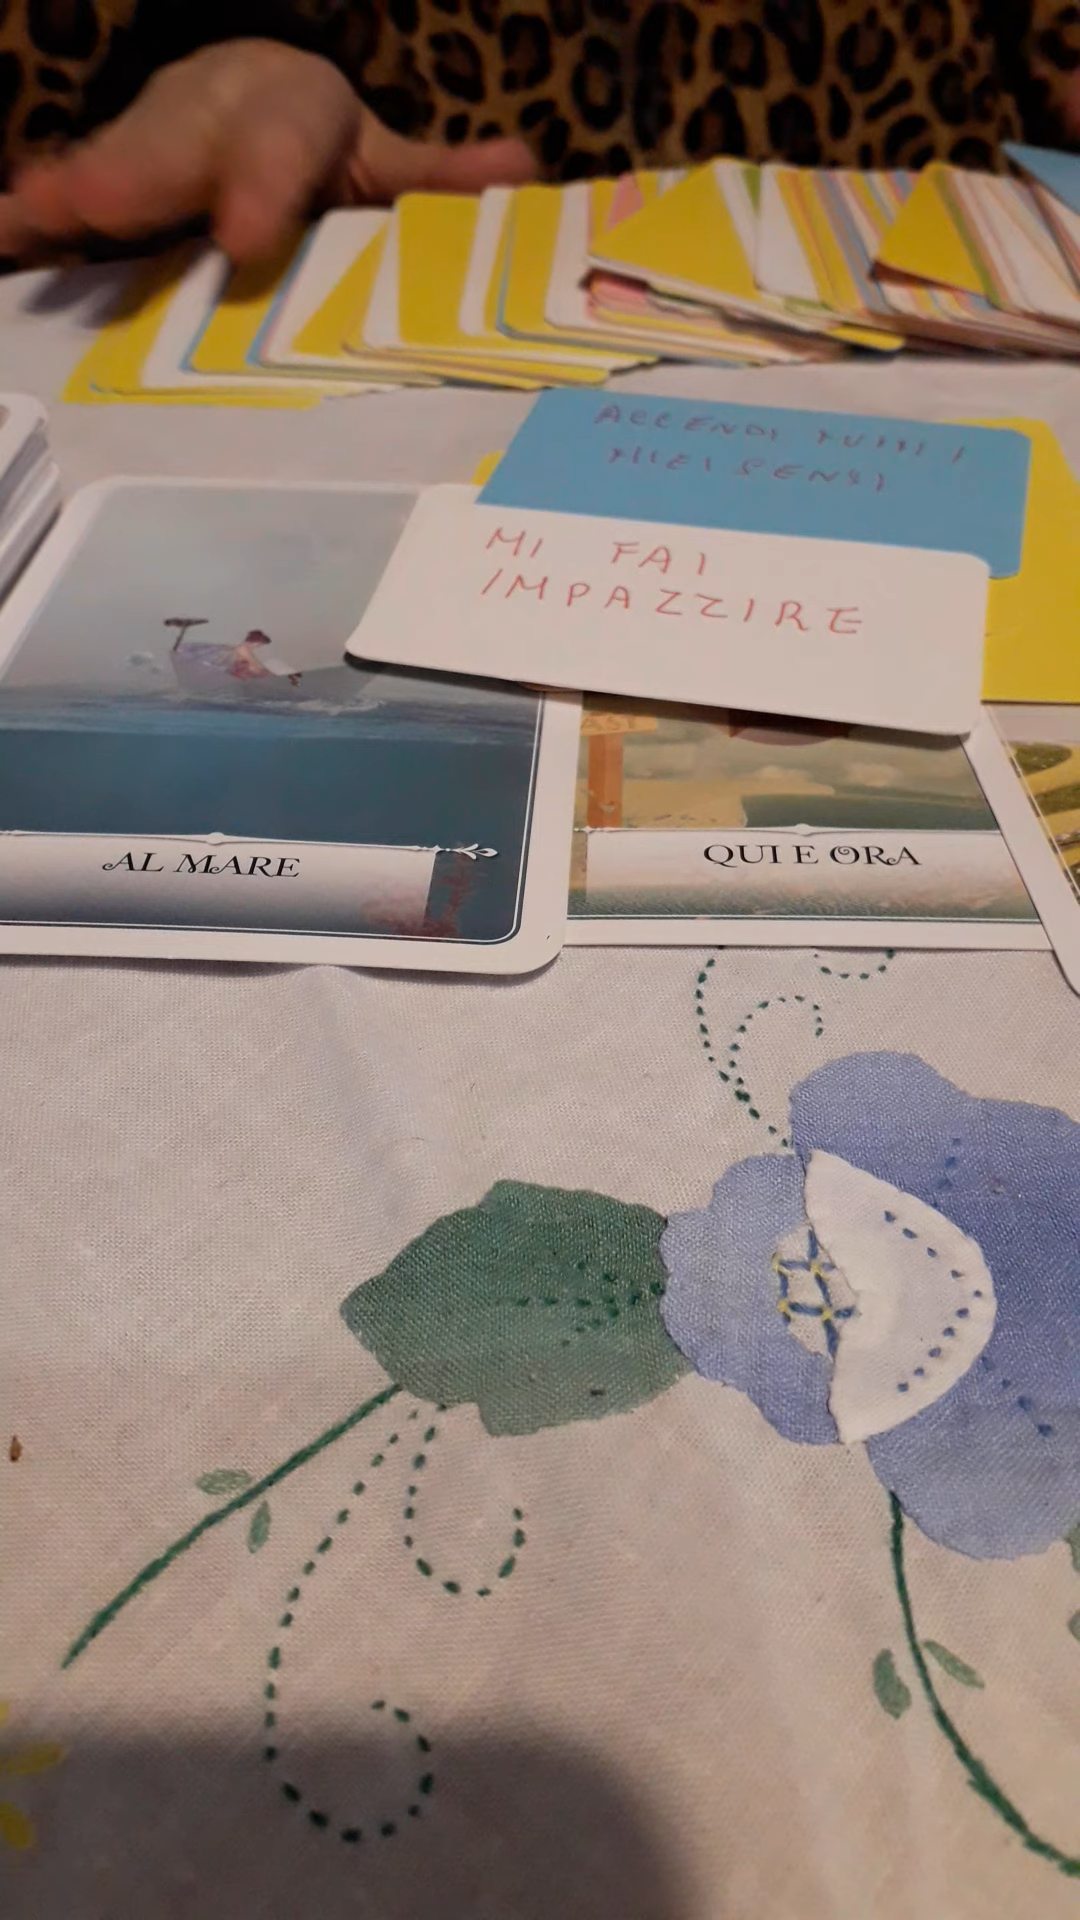 ACCENDI TUTTI I
MIEI SENSI
MI FAI
IMPAZZIRE
AL MARE
QUI E ORA